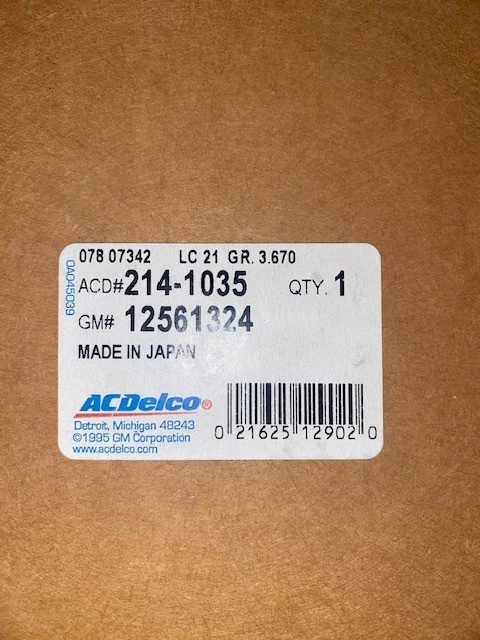 078 07342 LC 21 GR. 3.670
ACD# 214-1035 QTY. 1
GM# 12561324
MADE IN JAPAN
0AD45039
ACDelco®
Detroit, Michigan 48243
©1995 GM Corporation
www.acdelco.com
0 21625 12902 0